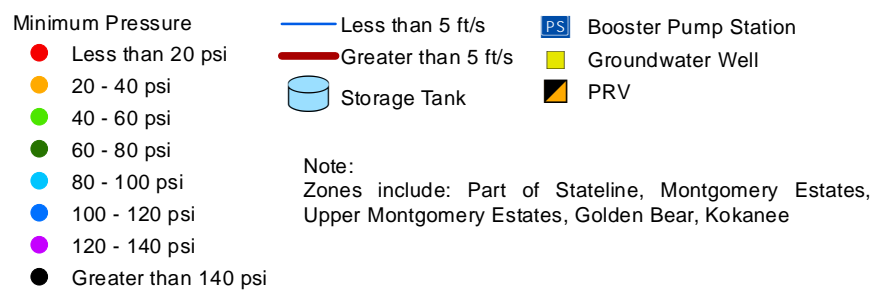 Minimum Pressure
Less than 20 psi
20 - 40 psi
40 - 60 psi
60 - 80 psi
80 - 100 psi
100 - 120 psi
120 - 140 psi
Greater than 140 psi
Less than 5 ft/s
Greater than 5 ft/s
Storage Tank
PS Booster Pump Station
Groundwater Well
PRV
Note:
Zones include: Part of Stateline, Montgomery Estates,
Upper Montgomery Estates, Golden Bear, Kokanee